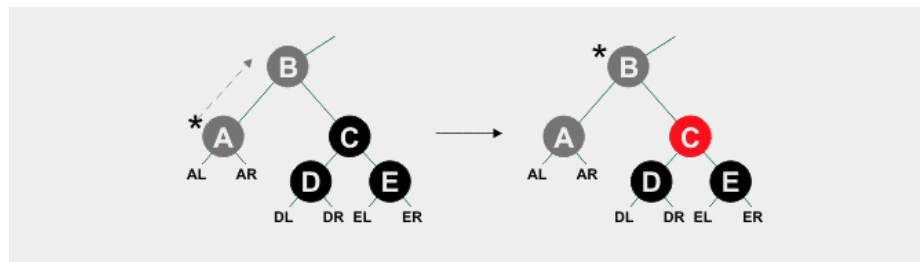 * B * B
* A C A C
AL AR D E AL AR D E
DL DR EL ER DL DR EL ER